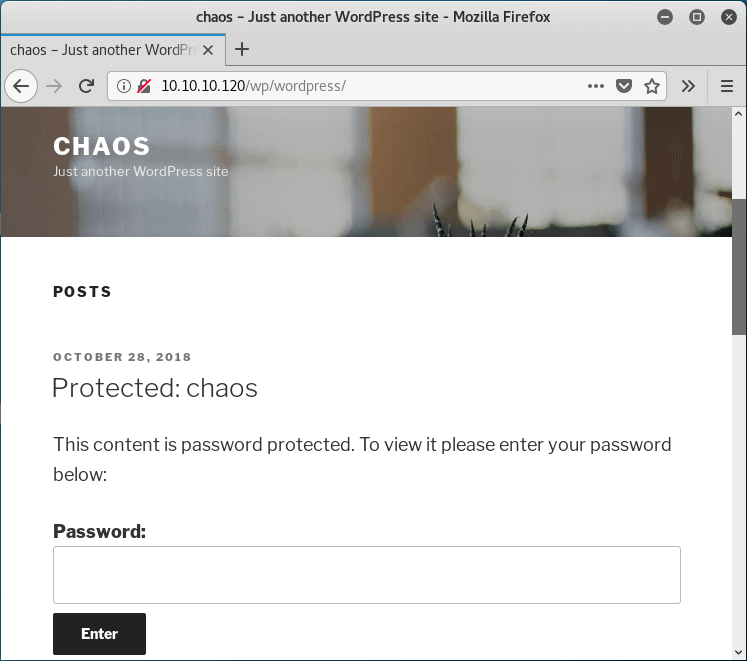 chaos – Just another WordPress site - Mozilla Firefox
chaos – Just another WordPr
10.10.10.120/wp/wordpress/
CHAOS
Just another WordPress site
POSTS
OCTOBER 28, 2018
Protected: chaos
This content is password protected. To view it please enter your password
below:
Password:
Enter